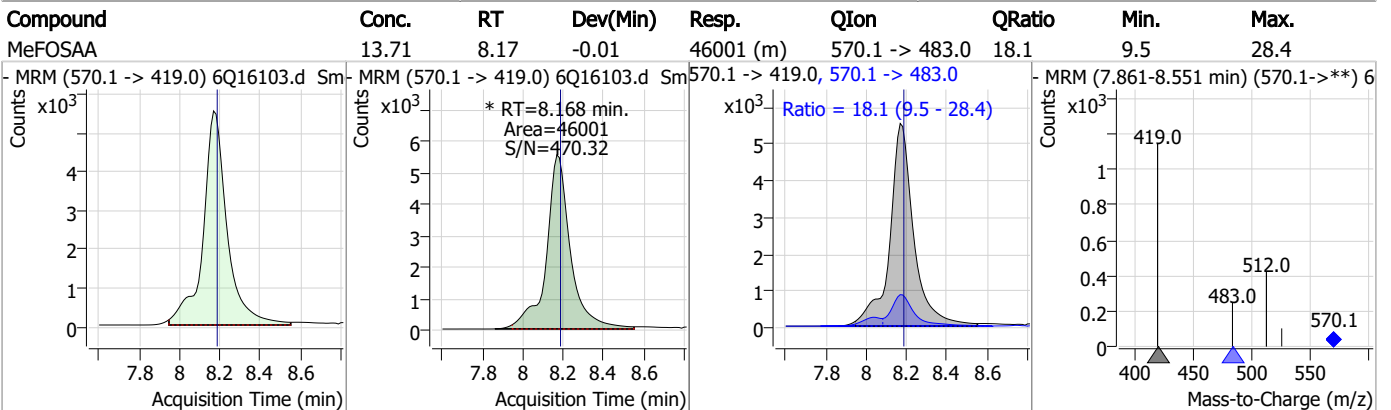 Compound Conc. RT Dev(Min) Resp. QIon QRatio Min. Max.
MeFOSAA 13.71 8.17 -0.01 46001 (m) 570.1 -> 483.0 18.1 9.5 28.4
- MRM (570.1 -> 419.0) 6Q16103.d Sm
x10³
Counts
4
3
2
1
0
7.8 8 8.2 8.4 8.6
Acquisition Time (min)
- MRM (570.1 -> 419.0) 6Q16103.d Sm
x10³
Counts
* RT=8.168 min.
Area=46001
S/N=470.32
7
6
5
4
3
2
1
0
7.8 8 8.2 8.4 8.6
Acquisition Time (min)
570.1 -> 419.0, 570.1 -> 483.0
x10³
Counts
Ratio = 18.1 (9.5 - 28.4)
5
4
3
2
1
0
7.8 8 8.2 8.4 8.6
Acquisition Time (min)
- MRM (7.861-8.551 min) (570.1->**) 6
x10³
Counts
419.0
1
0.8
0.6
512.0
0.4
483.0
0.2
570.1
0
400 450 500 550
Mass-to-Charge (m/z)